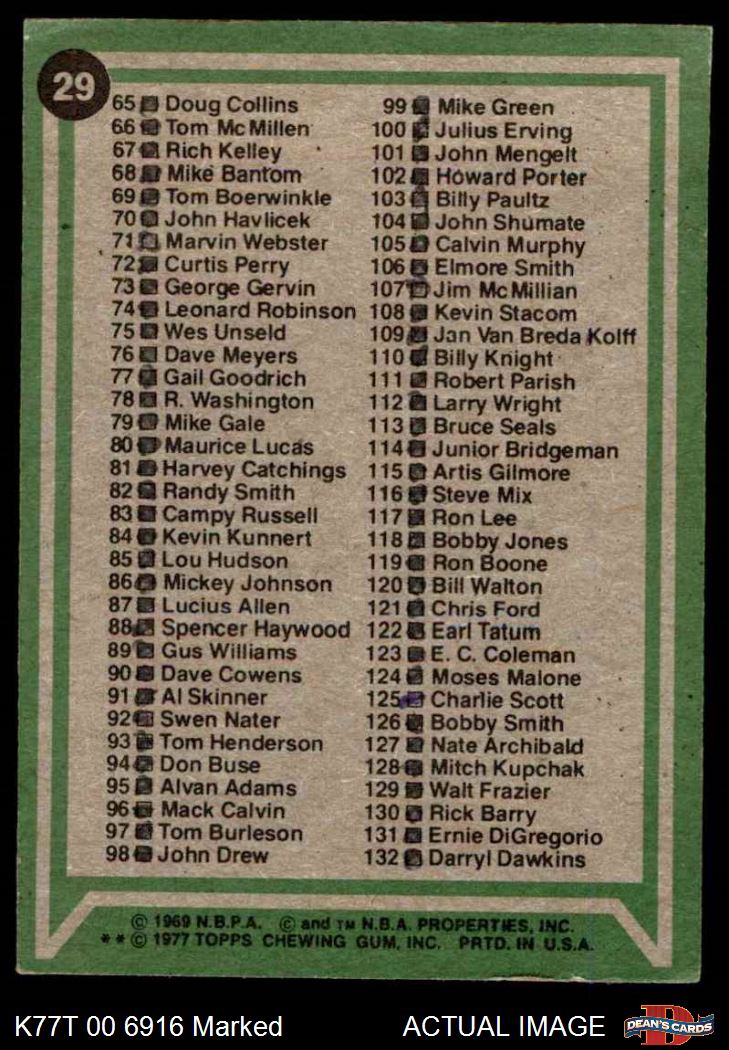 29
65 Doug Collins
66 Tom McMillen
67 Rich Kelley
68 Mike Bantom
69 Tom Boerwinkle
70 John Havlicek
71 Marvin Webster
72 Curtis Perry
73 George Gervin
74 Leonard Robinson
75 Wes Unseld
76 Dave Meyers
77 Gail Goodrich
78 R. Washington
79 Mike Gale
80 Maurice Lucas
81 Harvey Catchings
82 Randy Smith
83 Campy Russell
84 Kevin Kunnert
85 Lou Hudson
86 Mickey Johnson
87 Lucius Allen
88 Spencer Haywood
89 Gus Williams
90 Dave Cowens
91 Al Skinner
92 Swen Nater
93 Tom Henderson
94 Don Buse
95 Alvan Adams
96 Mack Calvin
97 Tom Burleson
98 John Drew
99 Mike Green
100 Julius Erving
101 John Mengelt
102 Howard Porter
103 Billy Paultz
104 John Shumate
105 Calvin Murphy
106 Elmore Smith
107 Jim McMillian
108 Kevin Stacom
109 Jan Van Breda Kolff
110 Billy Knight
111 Robert Parish
112 Larry Wright
113 Bruce Seals
114 Junior Bridgeman
115 Artis Gilmore
116 Steve Mix
117 Ron Lee
118 Bobby Jones
119 Ron Boone
120 Bill Walton
121 Chris Ford
122 Earl Tatum
123 E. C. Coleman
124 Moses Malone
125 Charlie Scott
126 Bobby Smith
127 Nate Archibald
128 Mitch Kupchak
129 Walt Frazier
130 Rick Barry
131 Ernie DiGregorio
132 Darryl Dawkins
© 1969 N.B.P.A. © and TM N.B.A. PROPERTIES, INC.
* * © 1977 TOPPS CHEWING GUM, INC. PRTD. IN U.S.A.
K77T 00 6916 Marked
ACTUAL IMAGE
D
DEAN'S CARDS